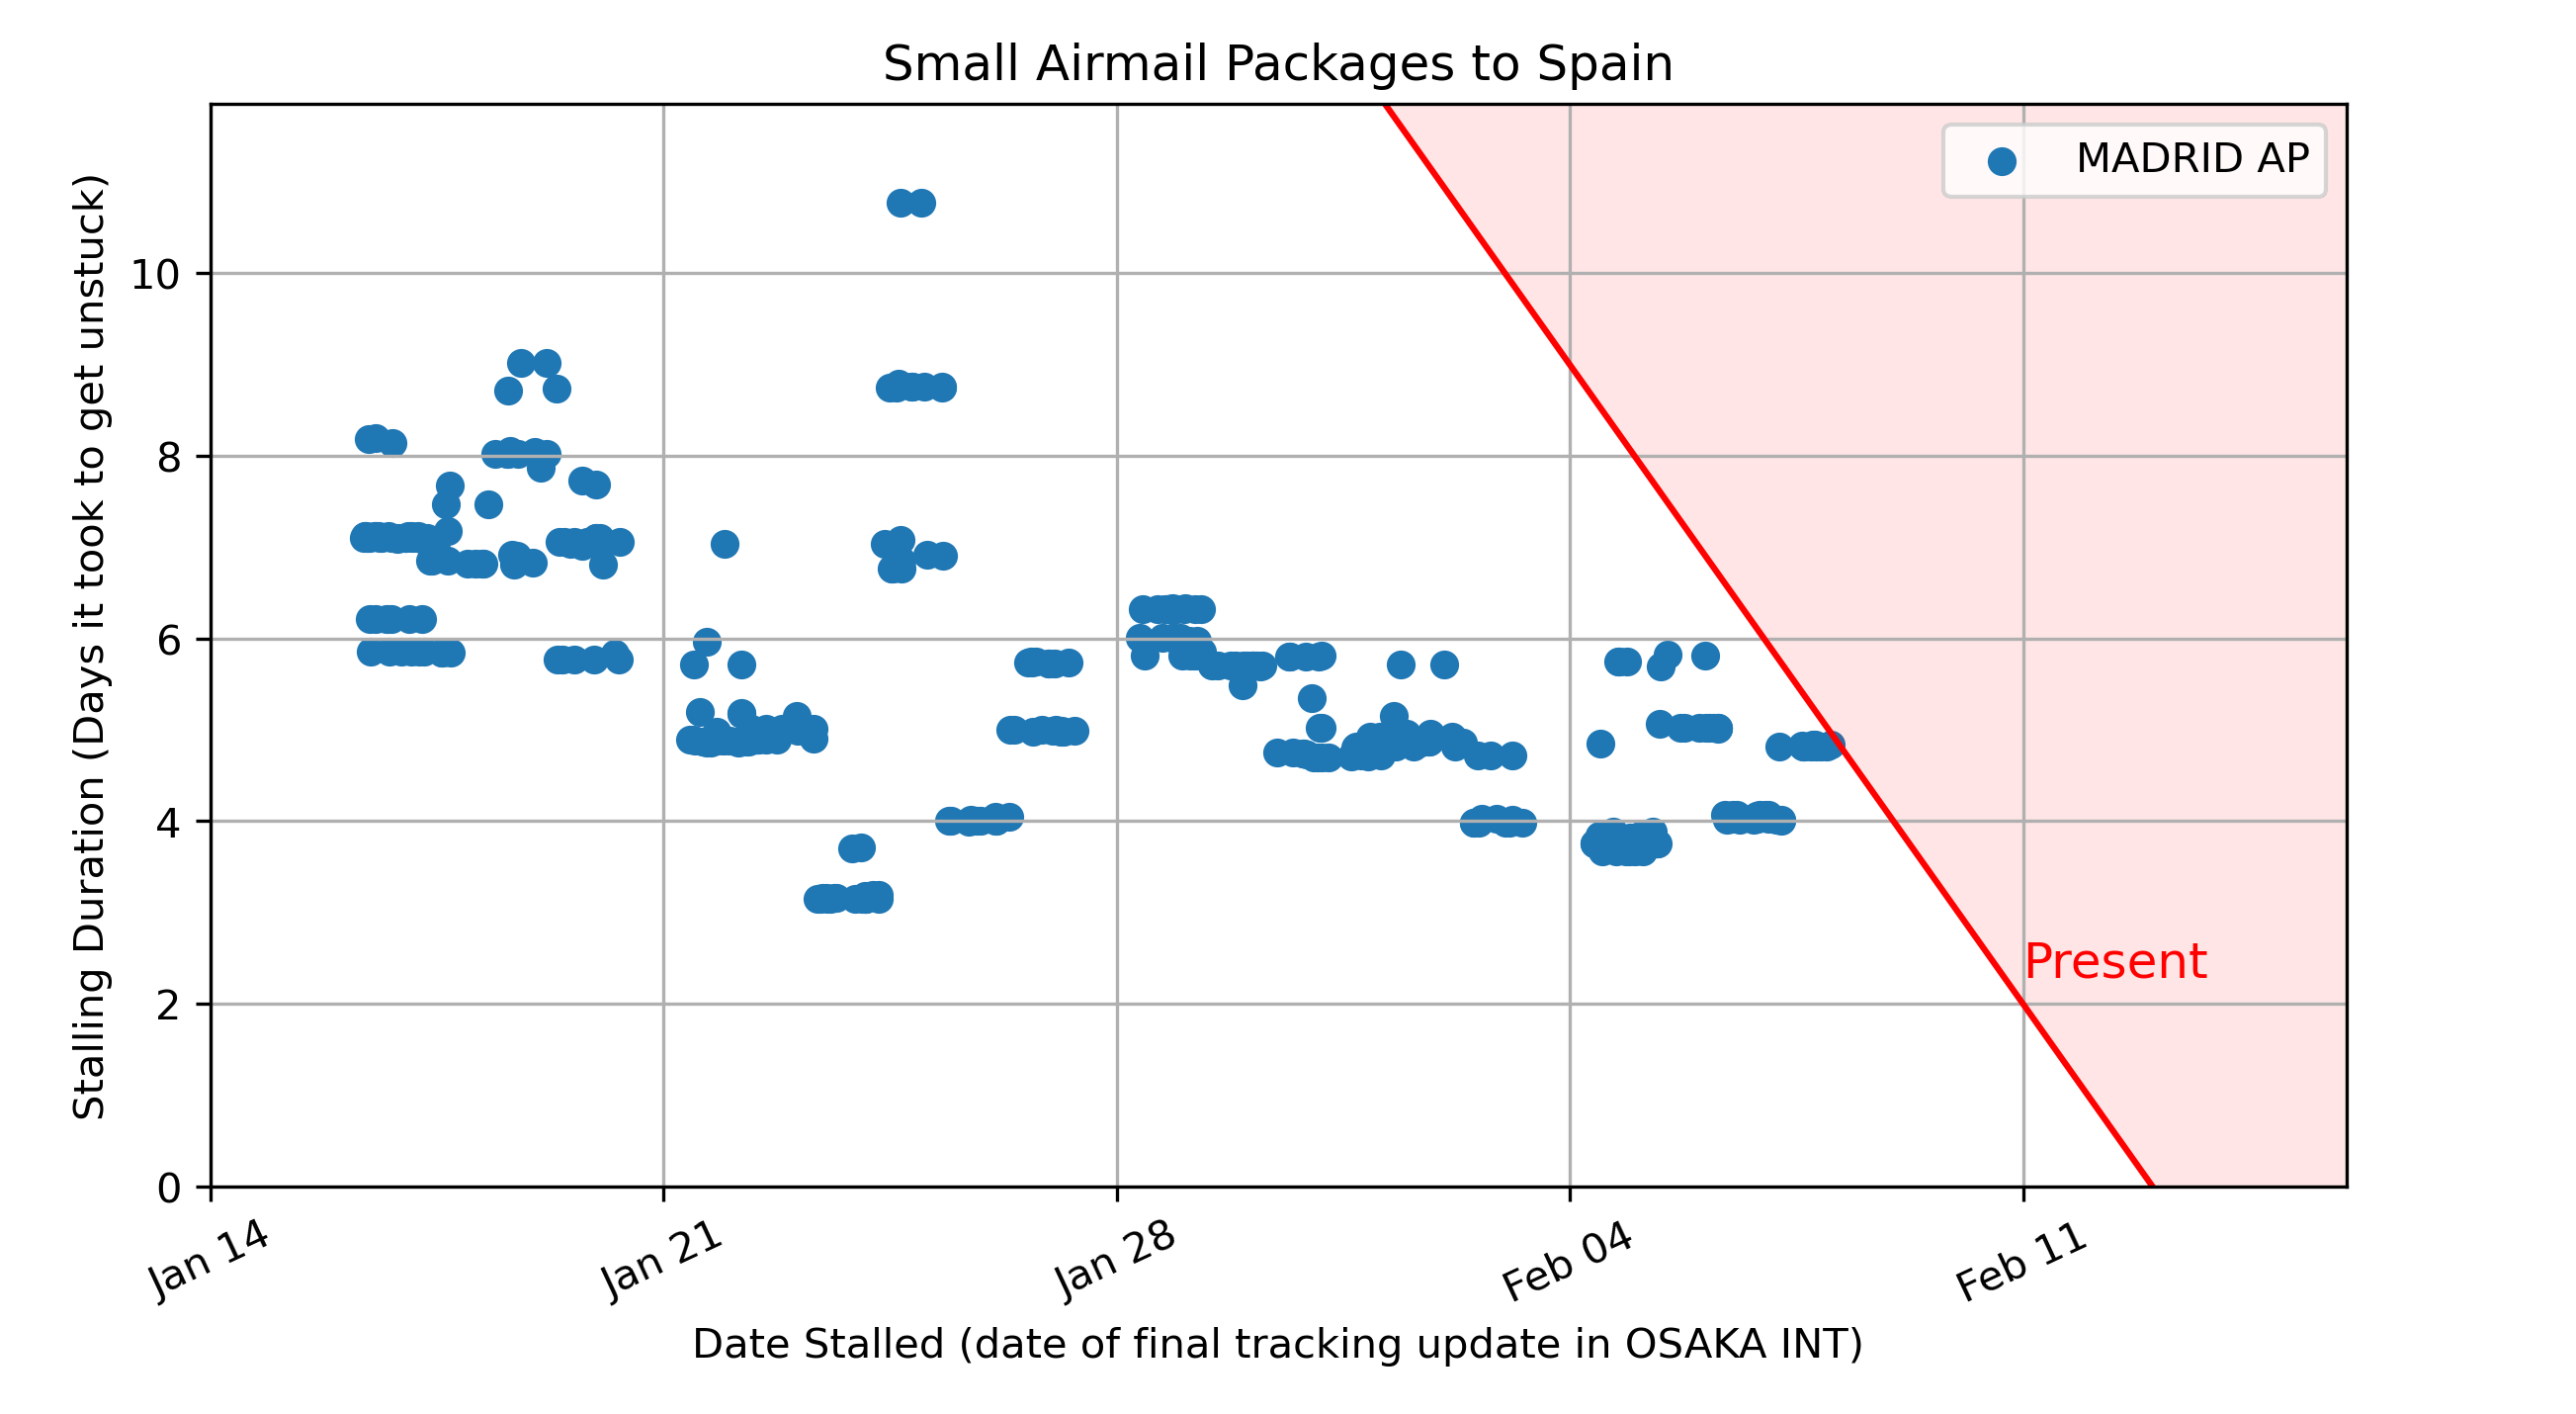 Small Airmail Packages to Spain
MADRID AP
Stalling Duration (Days it took to get unstuck)
10
8
6
4
2
0
Present
Jan 14
Jan 21
Jan 28
Feb 04
Feb 11
Date Stalled (date of final tracking update in OSAKA INT)